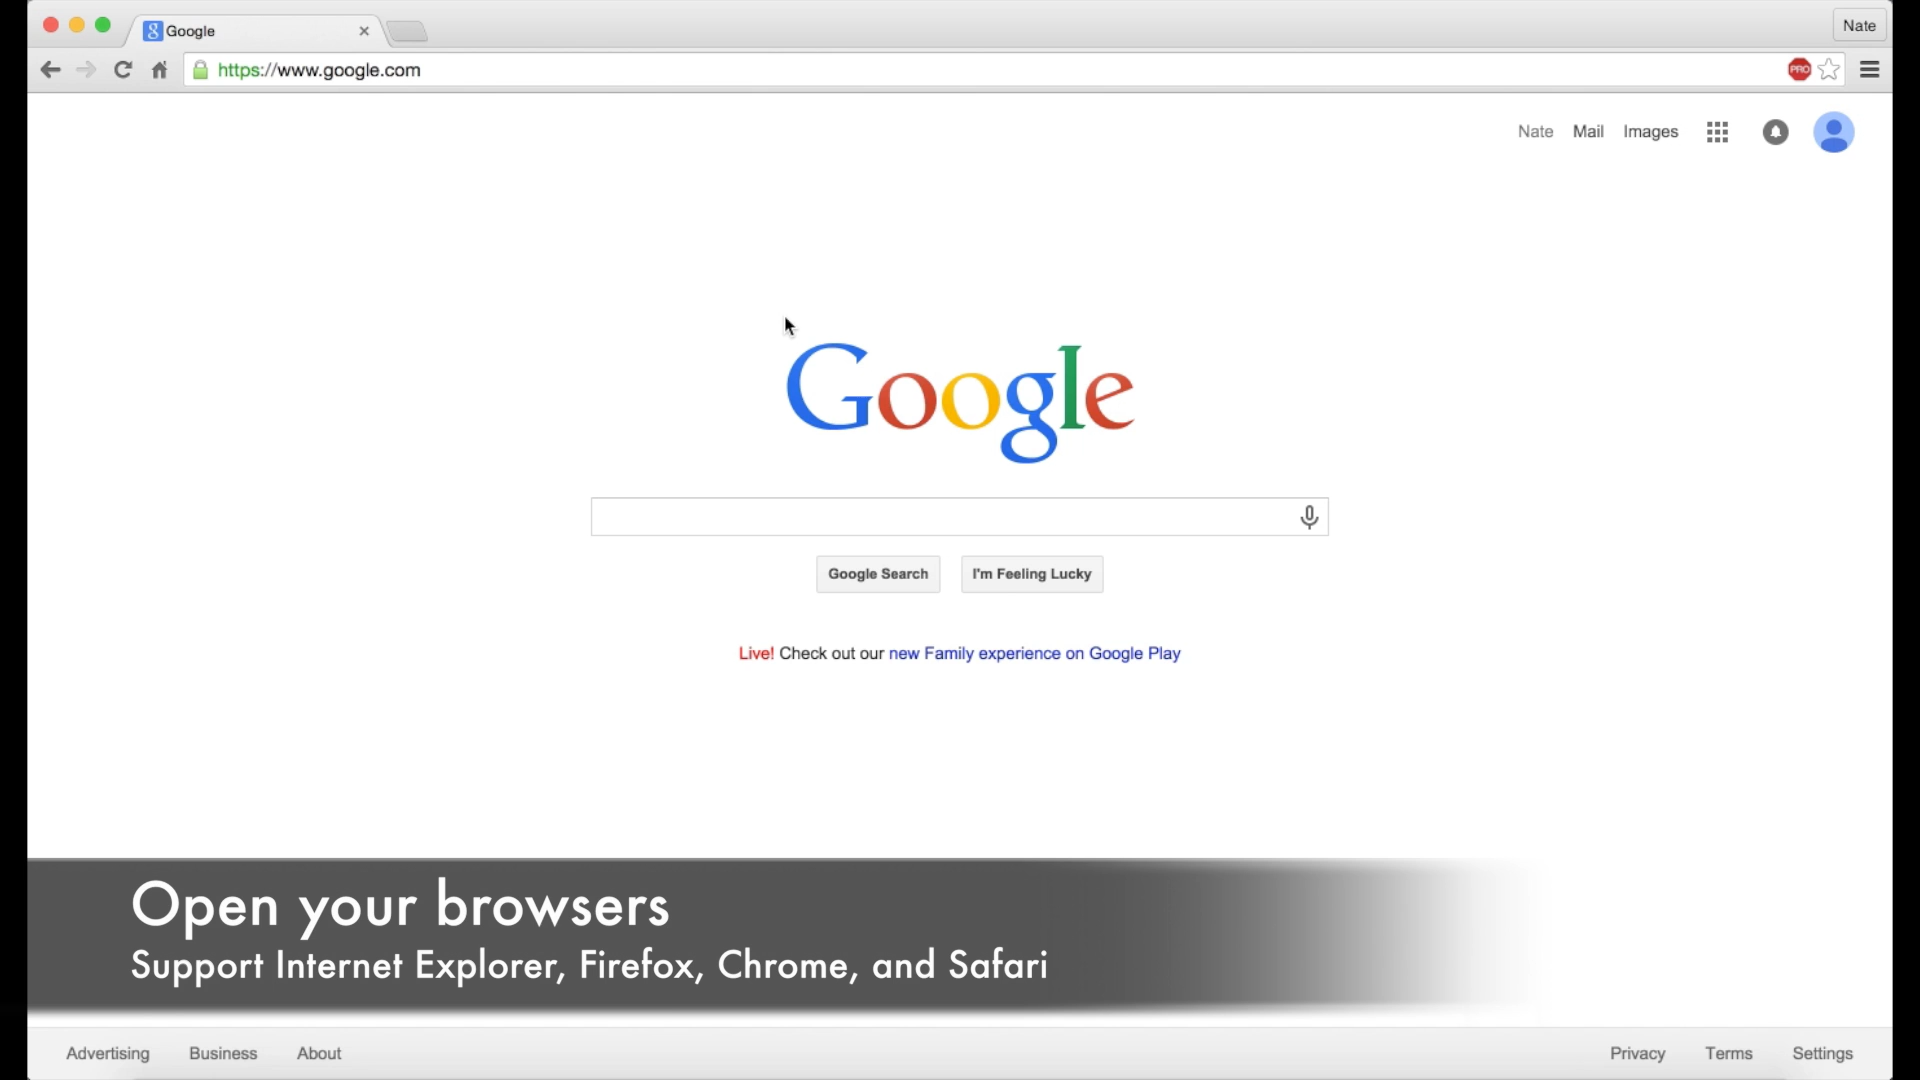 Google
Nate
https://www.google.com
PRO
Nate Mail Images
Google
Google Search I'm Feeling Lucky
Live! Check out our new Family experience on Google Play
Open your browsers
Support Internet Explorer, Firefox, Chrome, and Safari
Advertising Business About Privacy Terms Settings